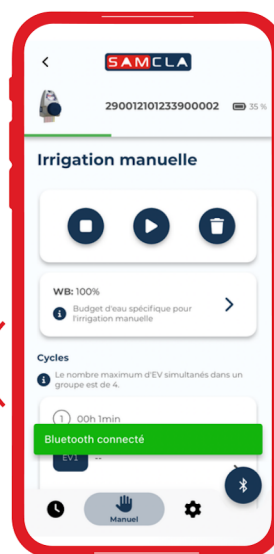 SAMCLA
290012101233900002 35 %
Irrigation manuelle
WB: 100%
Budget d'eau spécifique pour
l'irrigation manuelle
Cycles
Le nombre maximum d'EV simultanés dans un
groupe est de 4.
1 00h 1min
Bluetooth connecté
EV1 --
Manuel